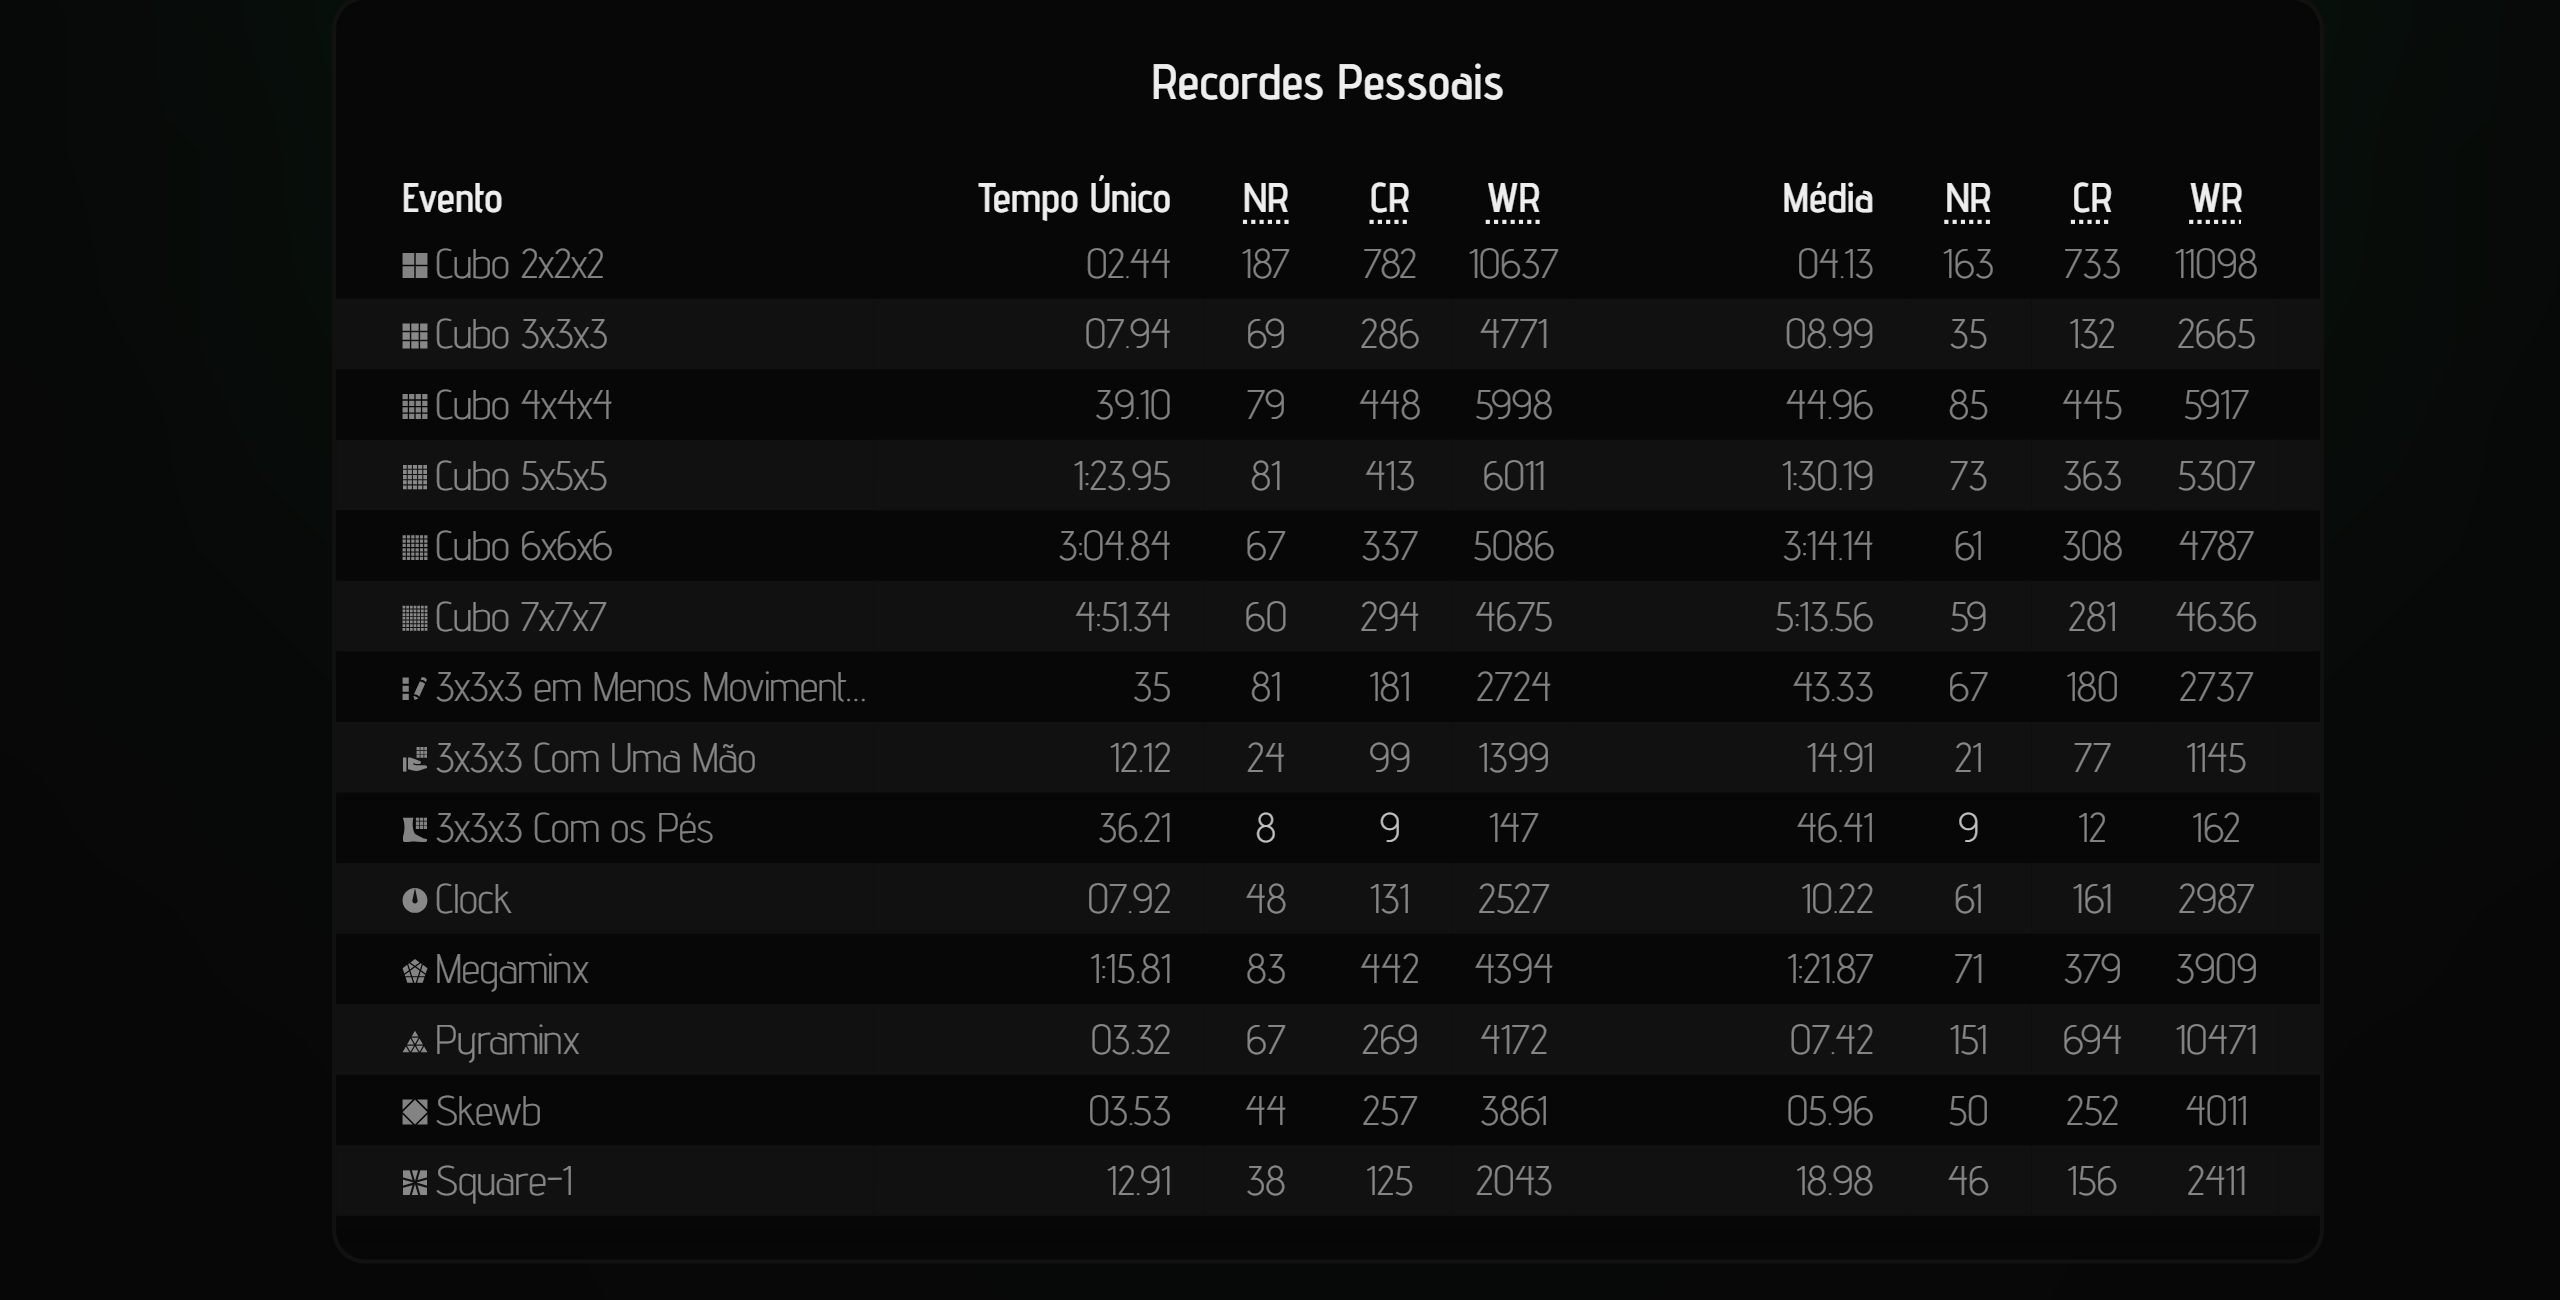 Recordes Pessoais
Evento Tempo Único NR CR WR Média NR CR WR
Cubo 2x2x2 02.44 187 782 10637 04.13 163 733 11098
Cubo 3x3x3 07.94 69 286 4771 08.99 35 132 2665
Cubo 4x4x4 39.10 79 448 5998 44.96 85 445 5917
Cubo 5x5x5 1:23.95 81 413 6011 1:30.19 73 363 5307
Cubo 6x6x6 3:04.84 67 337 5086 3:14.14 61 308 4787
Cubo 7x7x7 4:51.34 60 294 4675 5:13.56 59 281 4636
3x3x3 em Menos Moviment... 35 81 181 2724 43.33 67 180 2737
3x3x3 Com Uma Mão 12.12 24 99 1399 14.91 21 77 1145
3x3x3 Com os Pés 36.21 8 9 147 46.41 9 12 162
Clock 07.92 48 131 2527 10.22 61 161 2987
Megaminx 1:15.81 83 442 4394 1:21.87 71 379 3909
Pyraminx 03.32 67 269 4172 07.42 151 694 10471
Skewb 03.53 44 257 3861 05.96 50 252 4011
Square-1 12.91 38 125 2043 18.98 46 156 2411